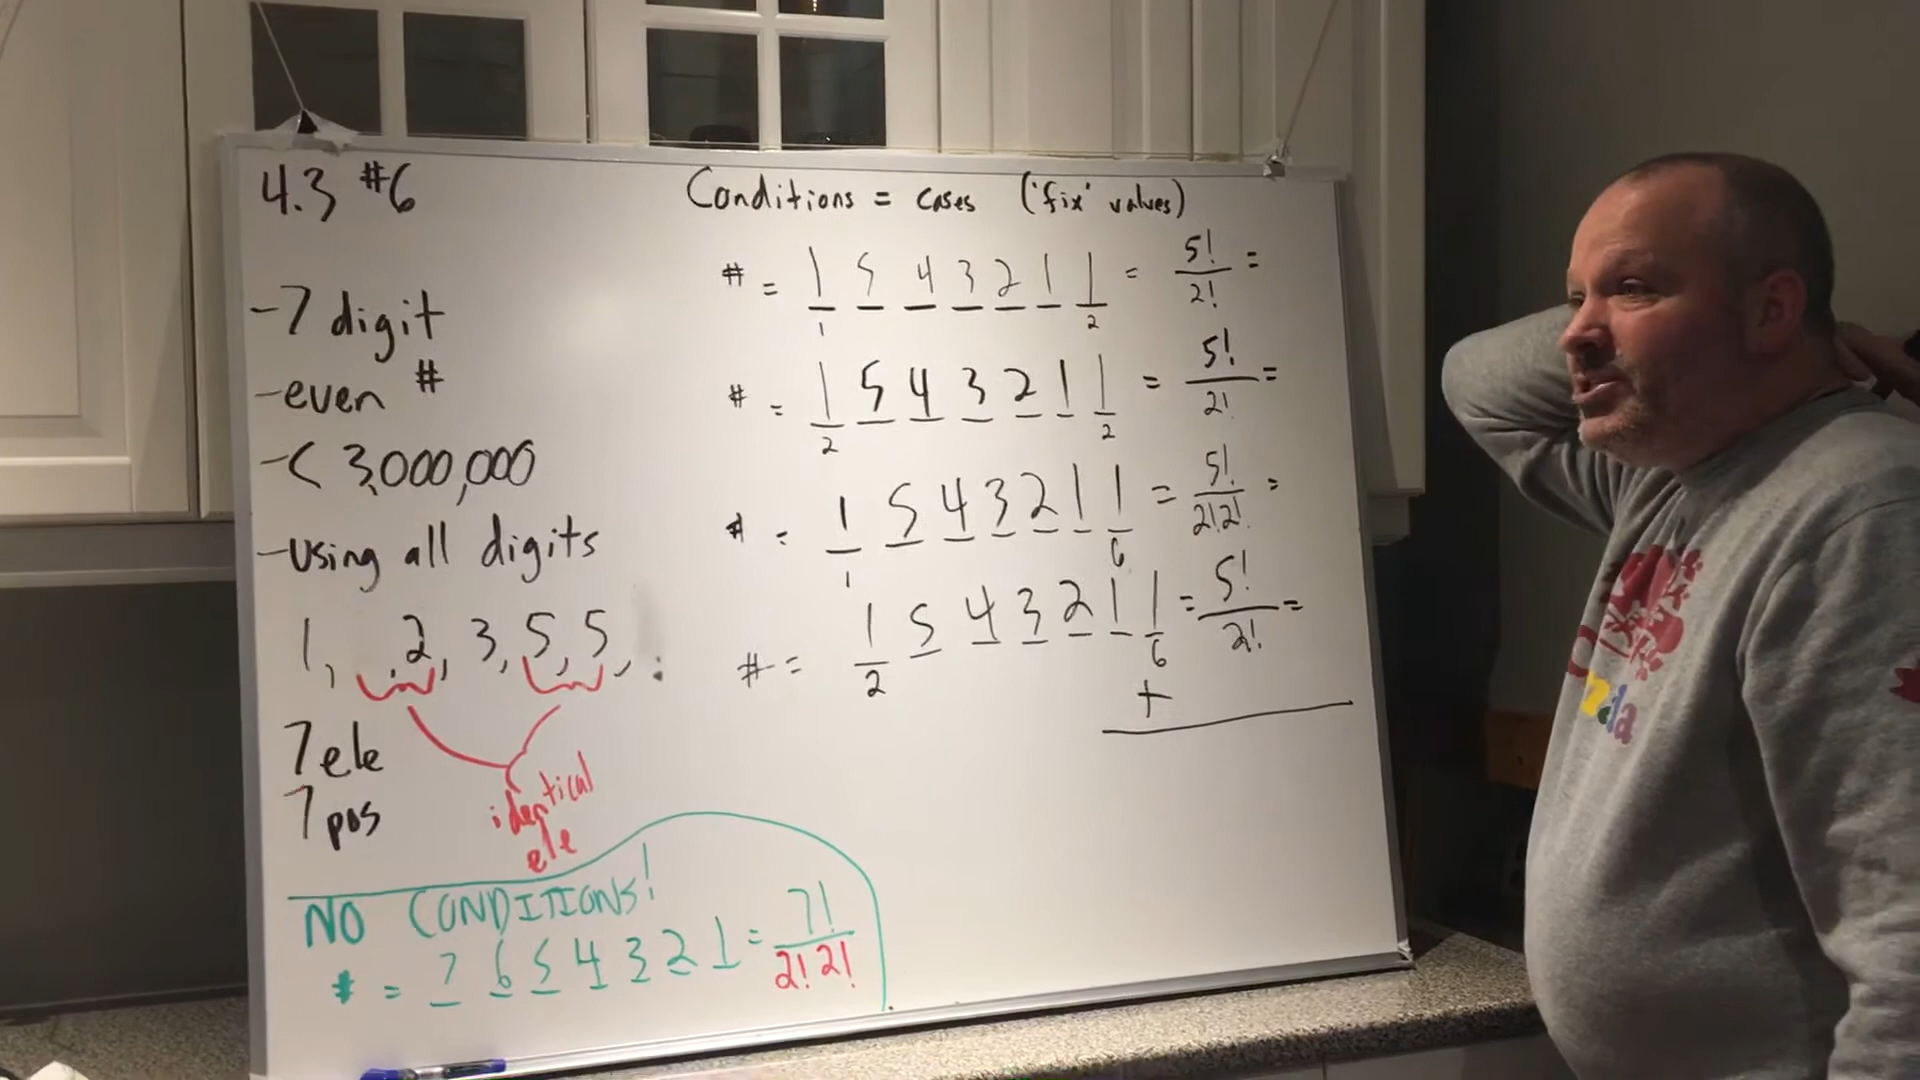 4.3 #6
-7 digit
-even #
-< 3,000,000
-using all digits
1, , 2, 3, 5, 5, .
7 ele
7 pos
identical
ele
NO CONDITIONS!
# = 7 6 5 4 3 2 1 = 7!/2! 2!
Conditions = cases ('fix' values)
# = 1 5 4 3 2 1 1 = 5!/2! =
1 2
# = 1 5 4 3 2 1 1 = 5!/2! =
2 2
# = 1 5 4 3 2 1 1 = 5!/2!2! =
1 6
# = 1 5 4 3 2 1 1 = 5!/2! =
2 6
+